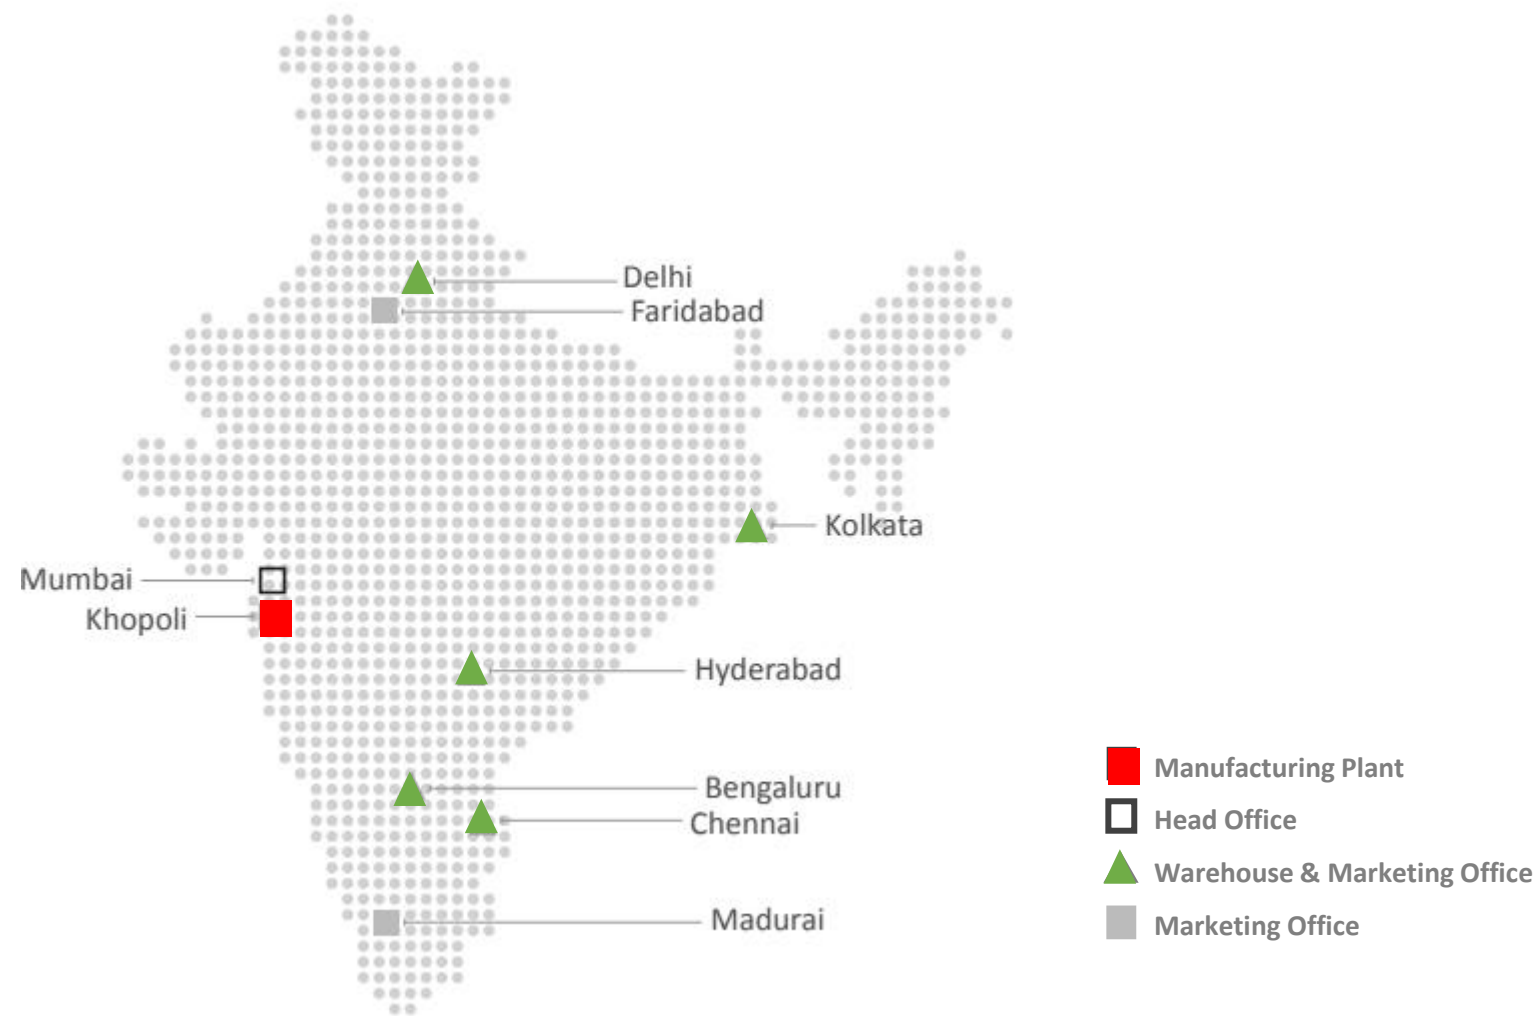 Delhi
Faridabad
Kolkata
Mumbai
Khopoli
Hyderabad
Bengaluru
Chennai
Madurai
Manufacturing Plant
Head Office
Warehouse & Marketing Office
Marketing Office